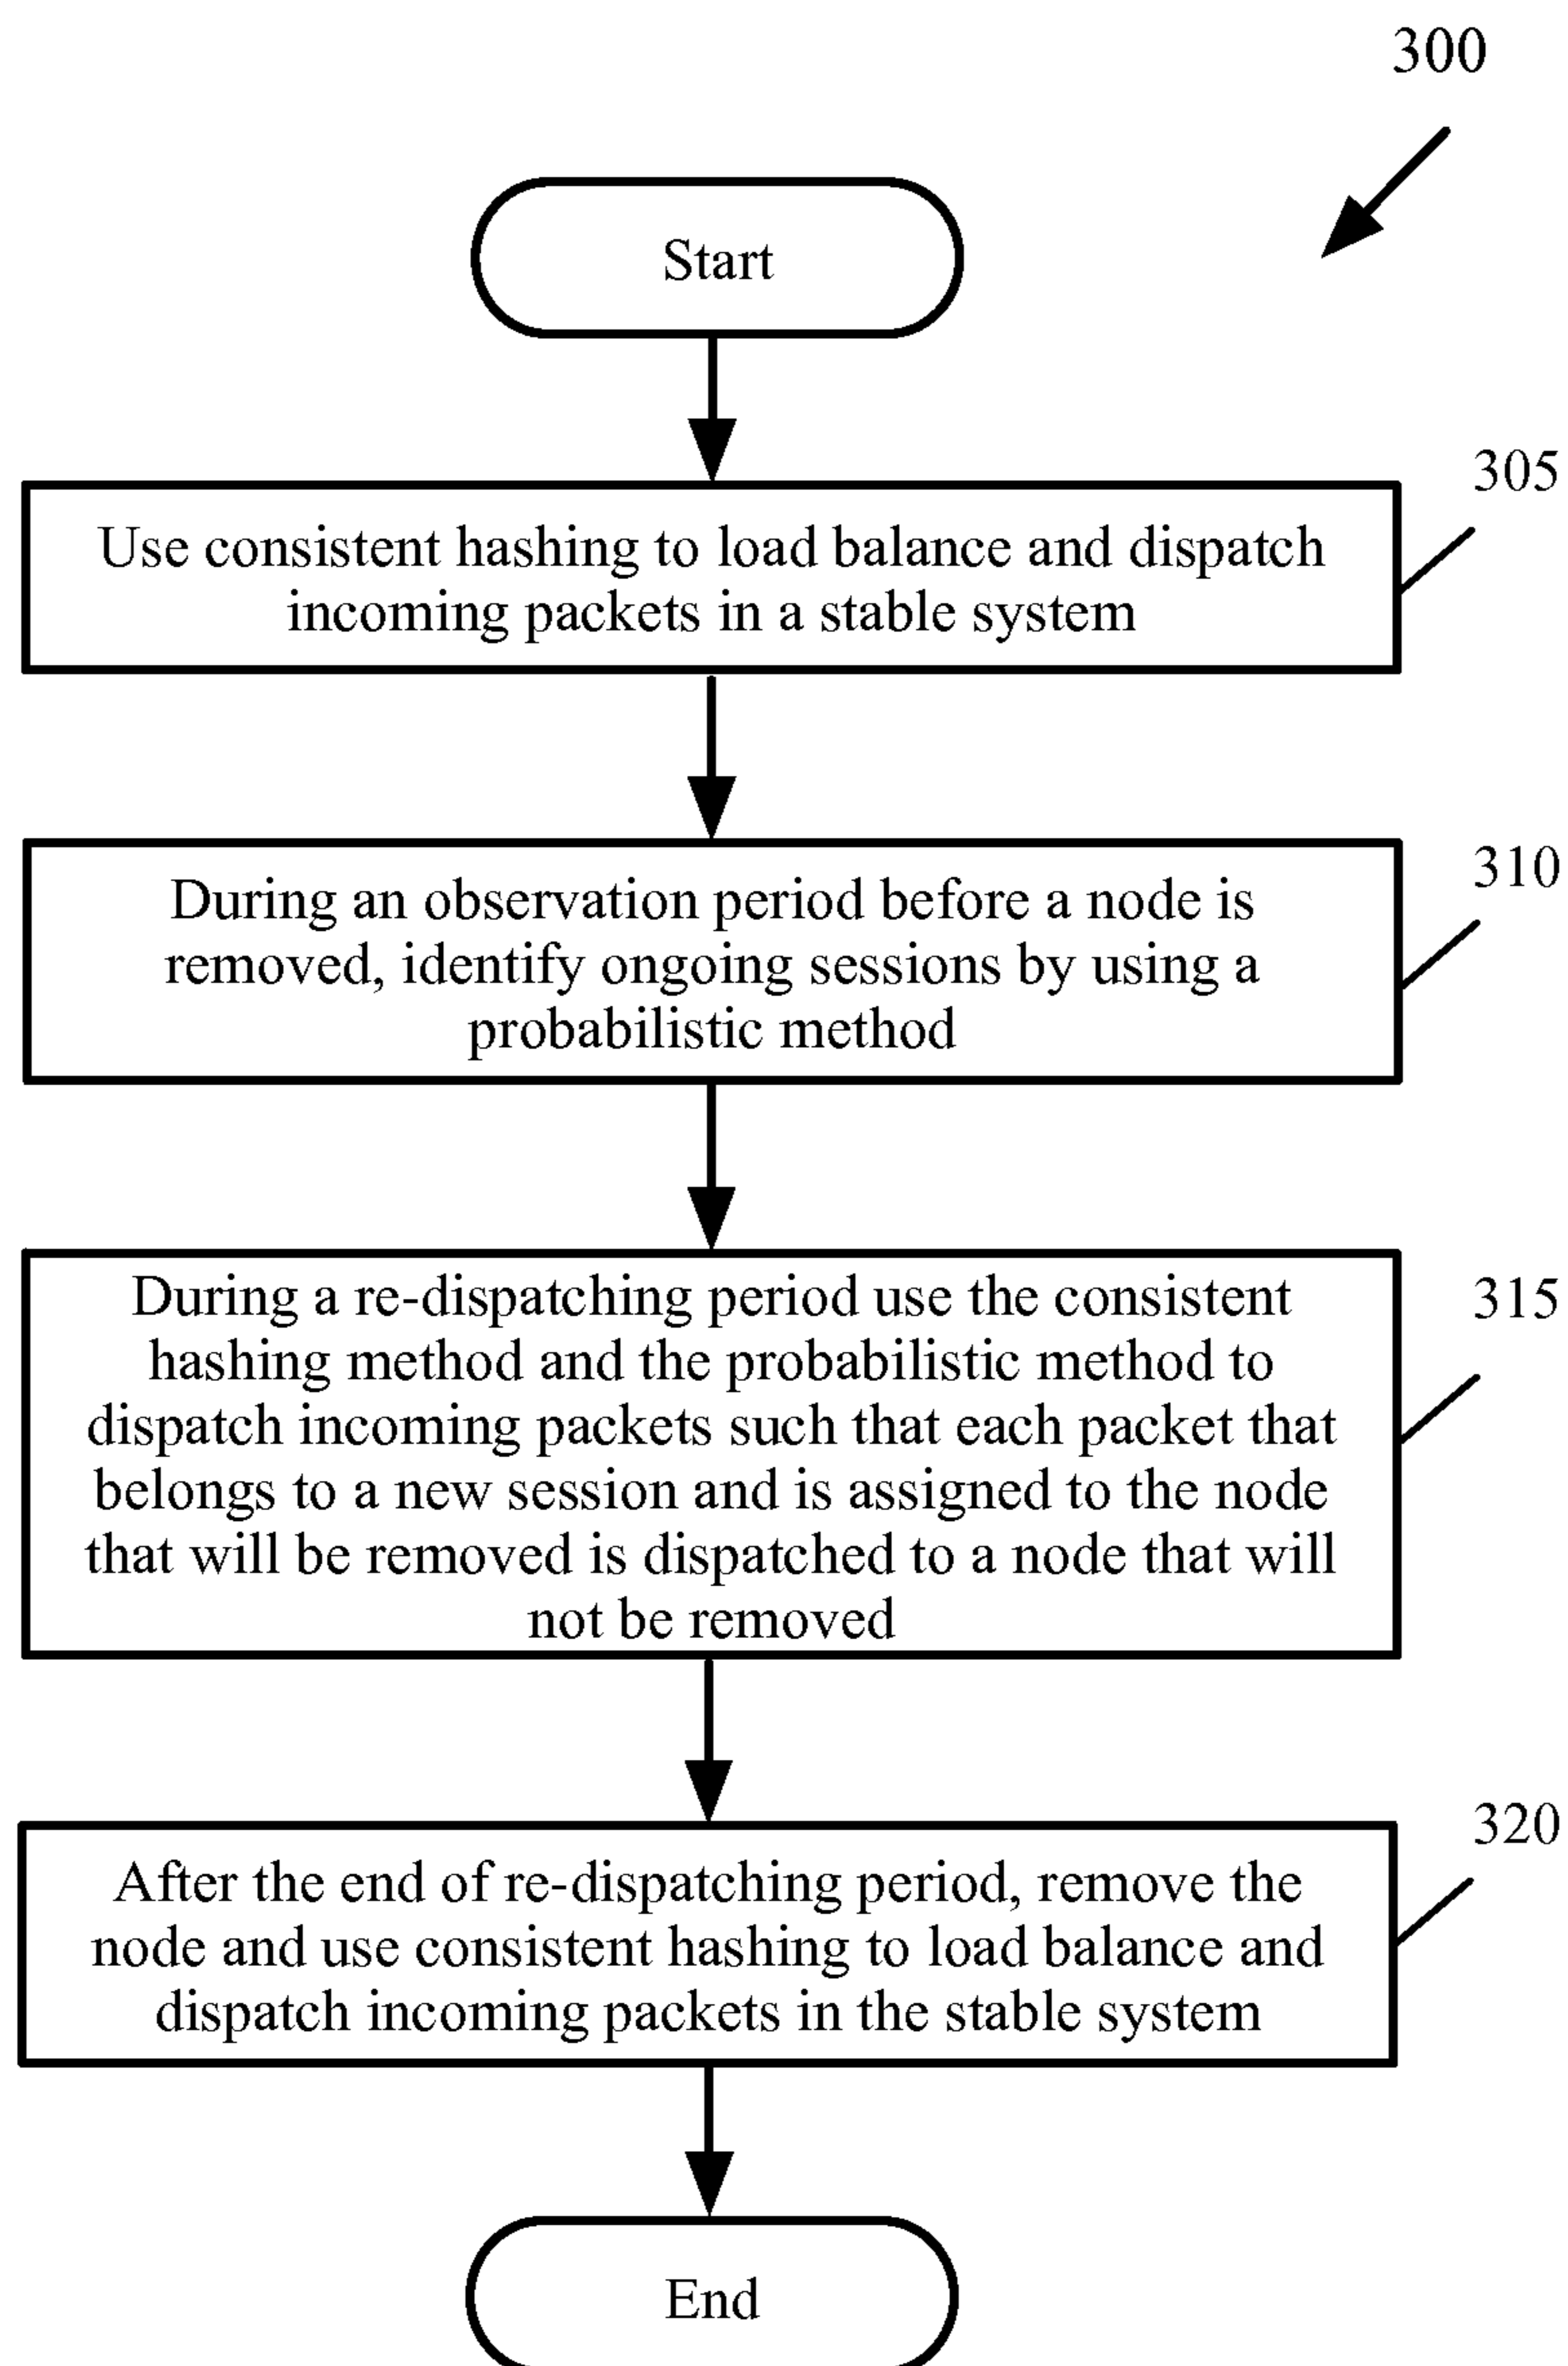 300
Start
305
Use consistent hashing to load balance and dispatch
incoming packets in a stable system
310
During an observation period before a node is
removed, identify ongoing sessions by using a
probabilistic method
315
During a re-dispatching period use the consistent
hashing method and the probabilistic method to
dispatch incoming packets such that each packet that
belongs to a new session and is assigned to the node
that will be removed is dispatched to a node that will
not be removed
320
After the end of re-dispatching period, remove the
node and use consistent hashing to load balance and
dispatch incoming packets in the stable system
End